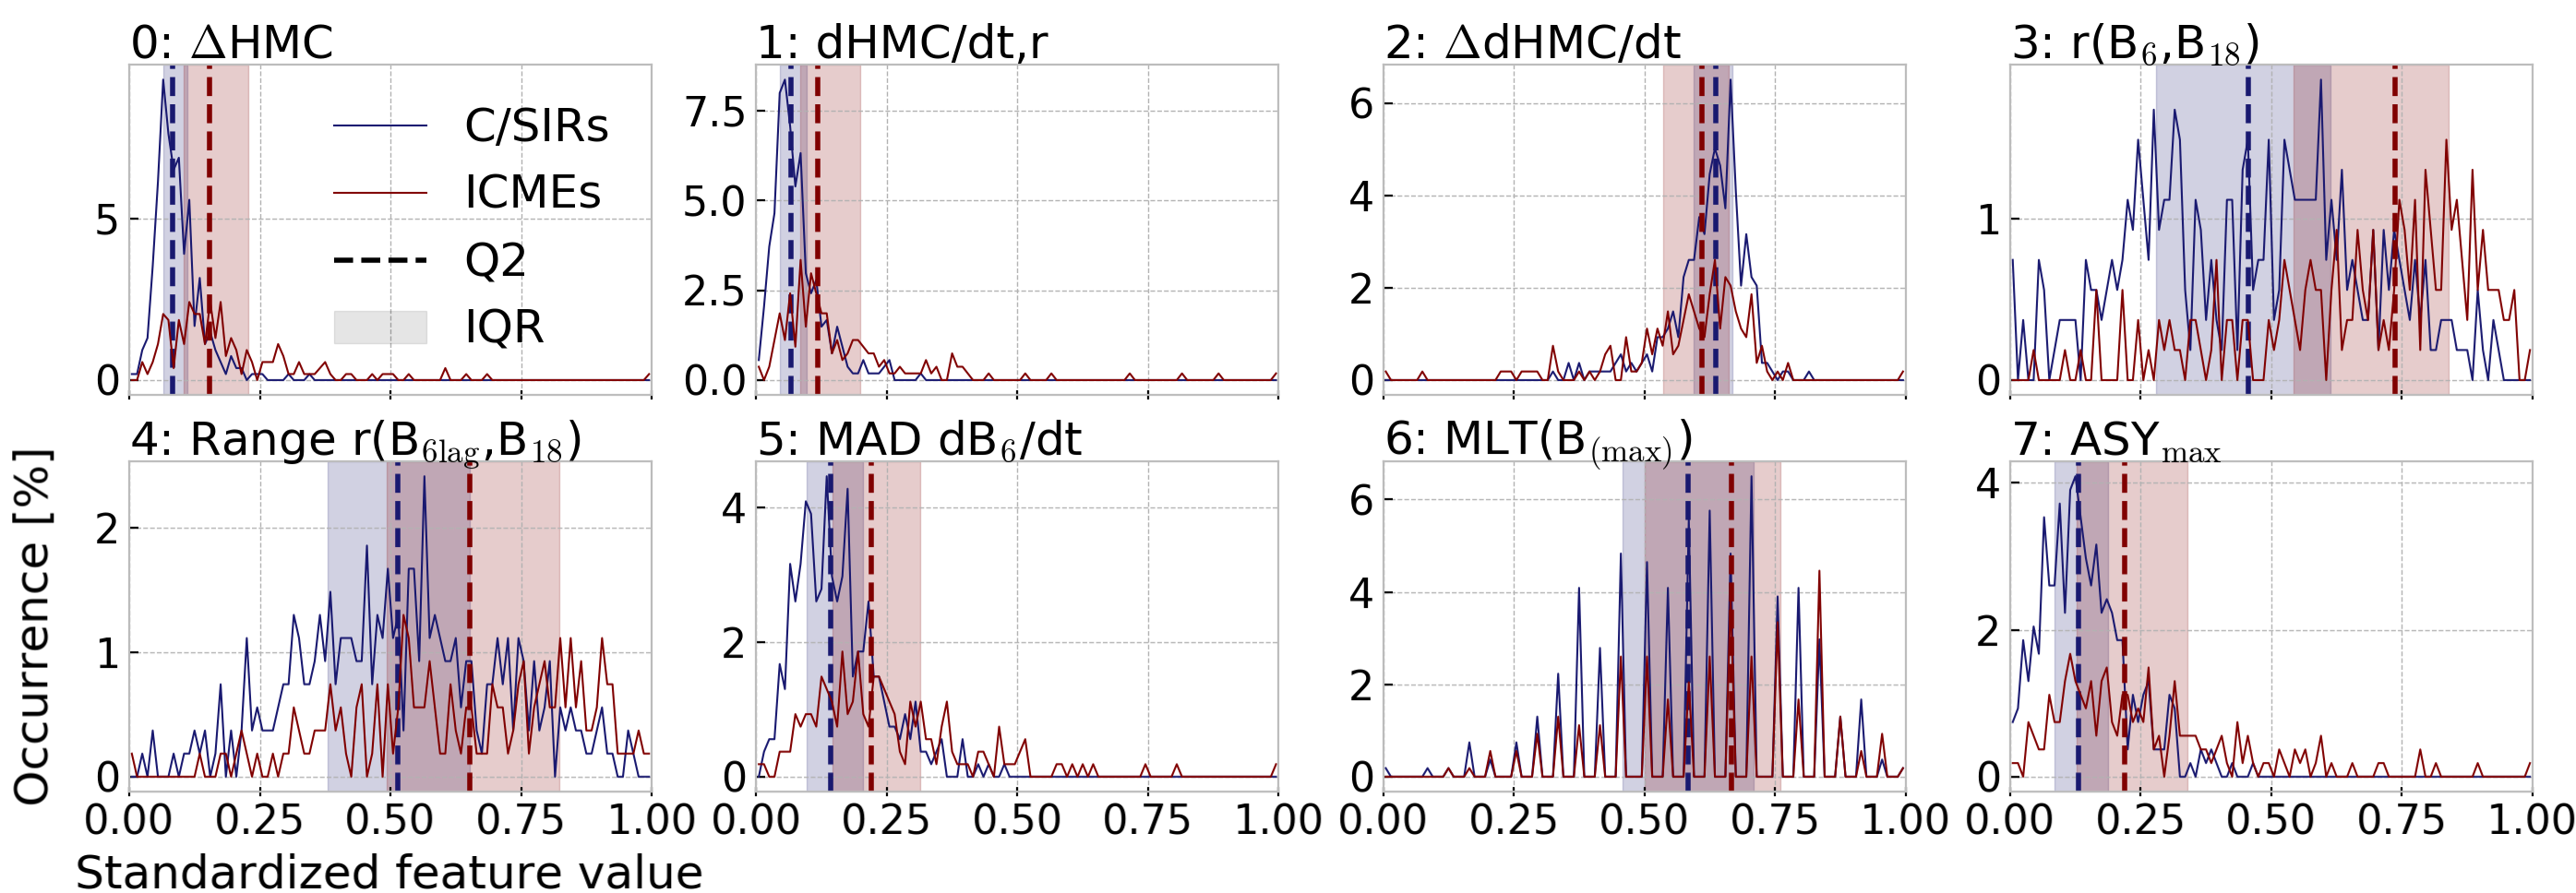 0: ΔHMC
1: dHMC/dt,r
2: ΔdHMC/dt
3: r(B6,B18)
C/SIRs
ICMEs
Q2
IQR
5
0
7.5
5.0
2.5
0.0
6
4
2
0
1
0
4: Range r(B6lag,B18)
5: MAD dB6/dt
6: MLT(B(max))
7: ASYmax
Occurrence [%]
2
1
0
4
2
0
6
4
2
0
4
2
0
0.00 0.25 0.50 0.75 1.00
0.00 0.25 0.50 0.75 1.00
0.00 0.25 0.50 0.75 1.00
0.00 0.25 0.50 0.75 1.00
Standardized feature value